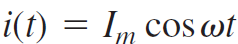 i(t) = I_m cos ωt